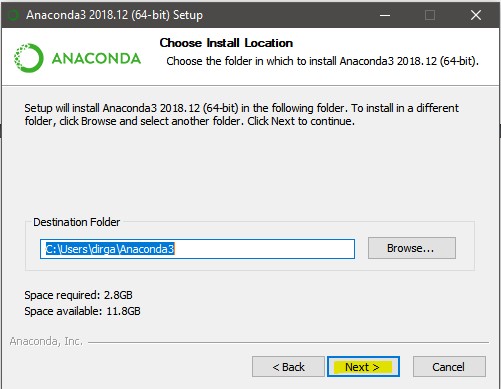 Anaconda3 2018.12 (64-bit) Setup
ANACONDA
Choose Install Location
Choose the folder in which to install Anaconda3 2018.12 (64-bit).
Setup will install Anaconda3 2018.12 (64-bit) in the following folder. To install in a different
folder, click Browse and select another folder. Click Next to continue.
Destination Folder
C:\Users\dirga\Anaconda3
Browse...
Space required: 2.8GB
Space available: 11.8GB
Anaconda, Inc.
< Back
Next >
Cancel